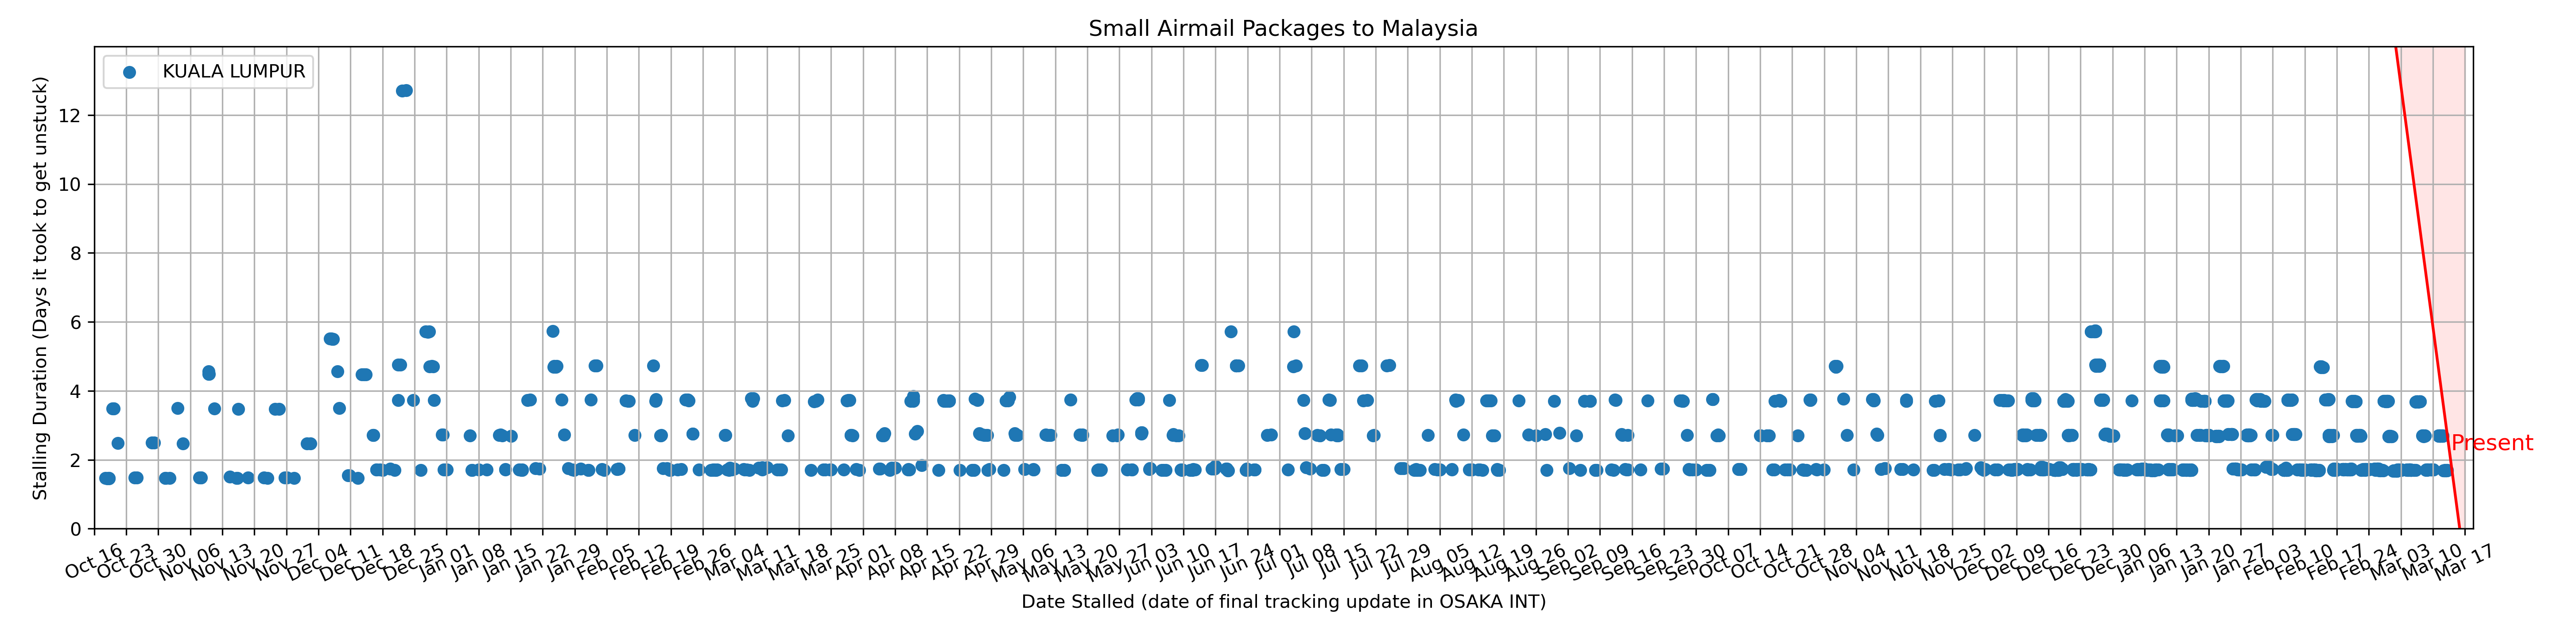 Small Airmail Packages to Malaysia
KUALA LUMPUR
Stalling Duration (Days it took to get unstuck)
12
10
8
6
4
2
0
Present
Oct 16
Oct 23
Oct 30
Nov 06
Nov 13
Nov 20
Nov 27
Dec 04
Dec 11
Dec 18
Dec 25
Jan 01
Jan 08
Jan 15
Jan 22
Jan 29
Feb 05
Feb 12
Feb 19
Feb 26
Mar 04
Mar 11
Mar 18
Mar 25
Apr 01
Apr 08
Apr 15
Apr 22
Apr 29
May 06
May 13
May 20
May 27
Jun 03
Jun 10
Jun 17
Jun 24
Jul 01
Jul 08
Jul 15
Jul 22
Jul 29
Aug 05
Aug 12
Aug 19
Aug 26
Sep 02
Sep 09
Sep 16
Sep 23
Sep 30
Oct 07
Oct 14
Oct 21
Oct 28
Nov 04
Nov 11
Nov 18
Nov 25
Dec 02
Dec 09
Dec 16
Dec 23
Dec 30
Jan 06
Jan 13
Jan 20
Jan 27
Feb 03
Feb 10
Feb 17
Feb 24
Mar 03
Mar 10
Mar 17
Date Stalled (date of final tracking update in OSAKA INT)